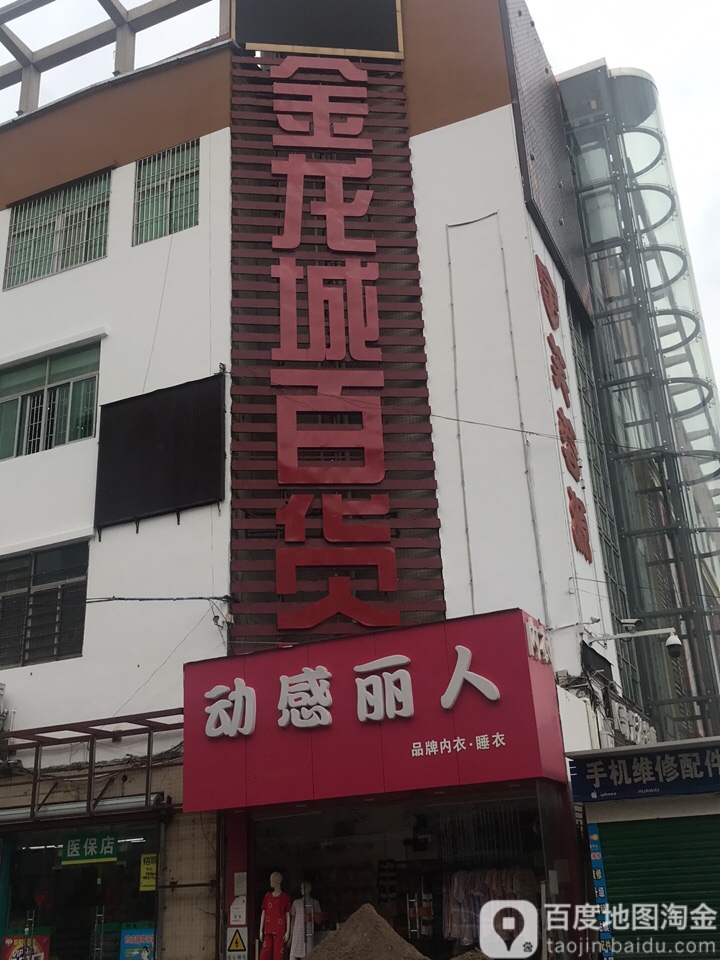 金龙城百货
动感丽人
品牌内衣·睡衣
手机维修配件
HUAWEI
医保店
百度地图淘金
taojin.baidu.com